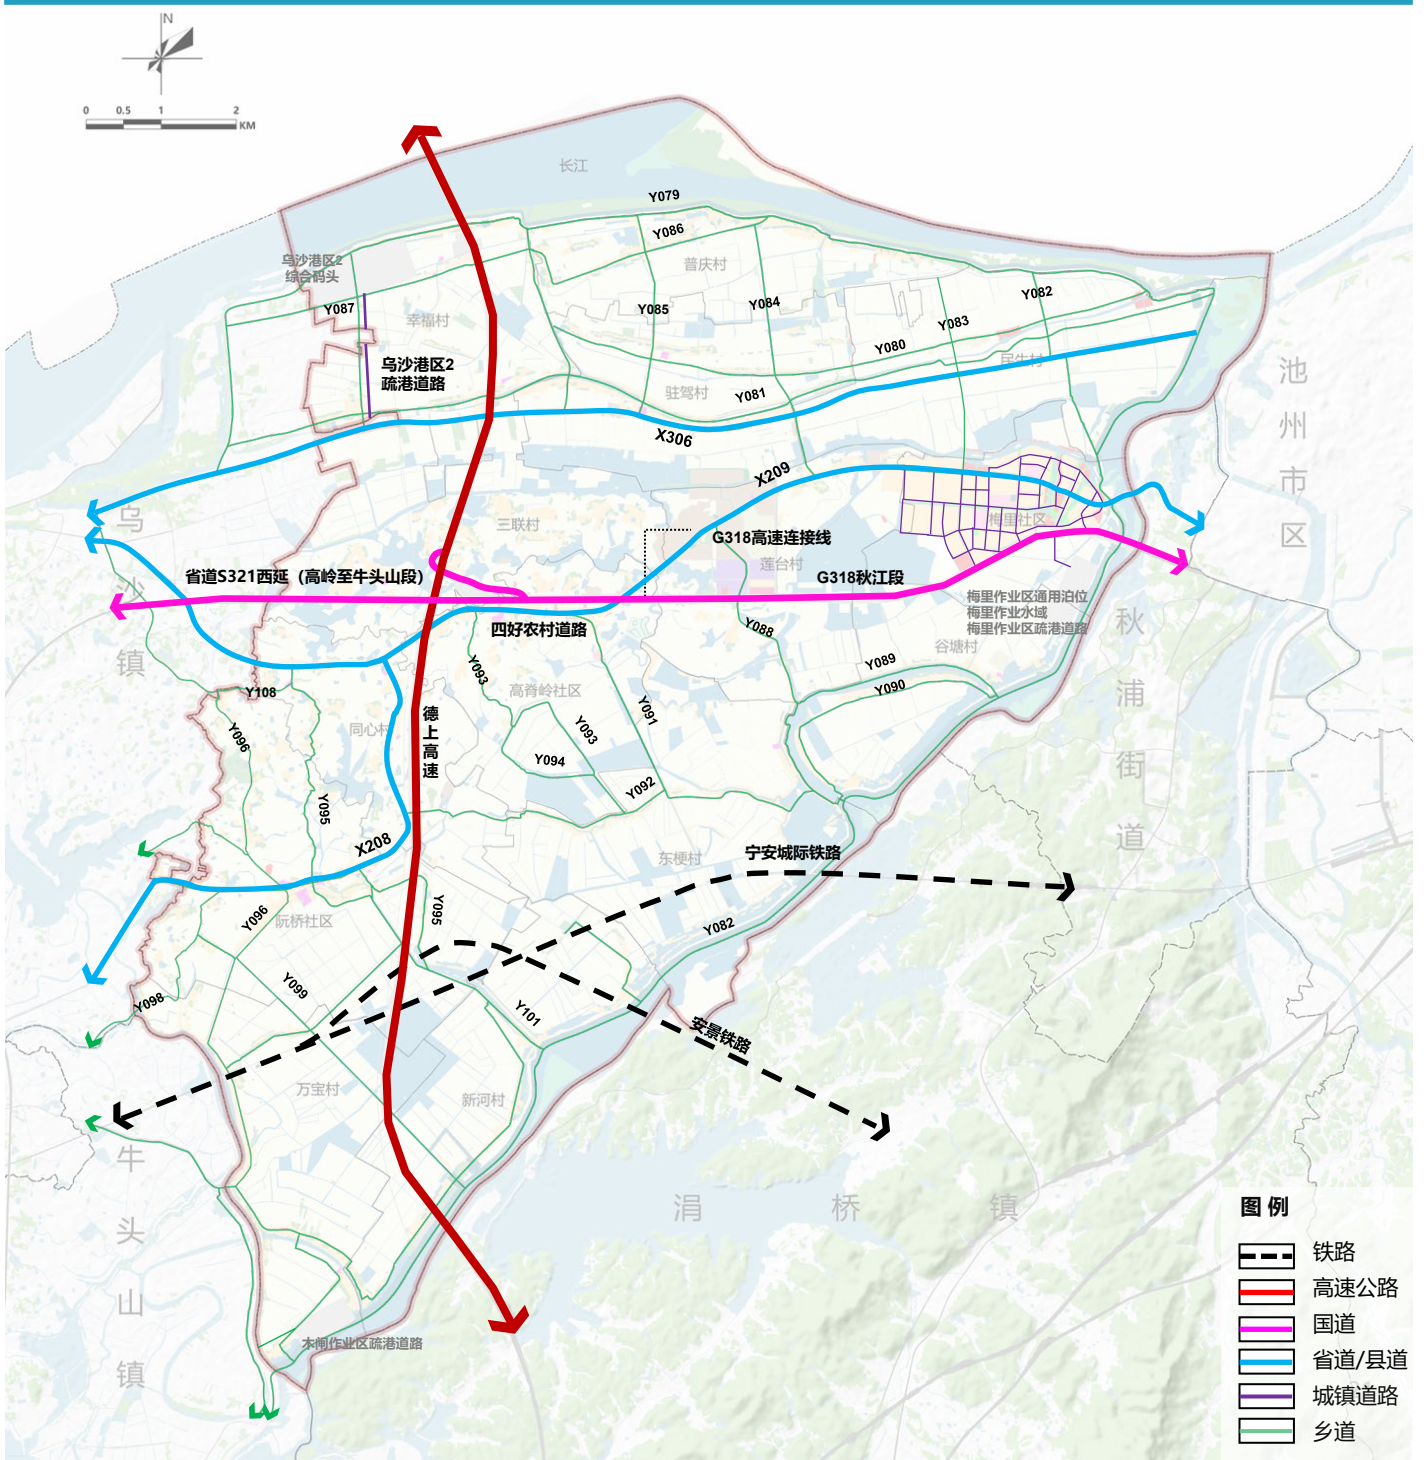 N
0 0.5 1 2
KM
长江
Y079
Y086
乌沙港区2
综合码头
普庆村
Y087
幸福村
Y085
Y084
Y082
Y083
Y080
乌沙港区2
疏港道路
民生村
驻驾村
Y081
池州市区
X306
X209
乌沙镇
三联村
梅里社区
G318高速连接线
莲台村
省道S321西延（高岭至牛头山段）
G318秋江段
梅里作业区通用泊位
梅里作业水域
梅里作业区疏港道路
四好农村道路
Y088
谷塘村
秋浦街道
Y093
Y089
高脊岭社区
Y090
Y108
Y091
德上高速
Y096
同心村
Y093
Y094
Y092
Y095
X208
东梗村
宁安城际铁路
Y095
Y096
阮桥社区
Y082
Y099
Y098
Y101
安景铁路
万宝村
新河村
牛头山镇
涓桥镇
木闸作业区疏港道路
图例
铁路
高速公路
国道
省道/县道
城镇道路
乡道